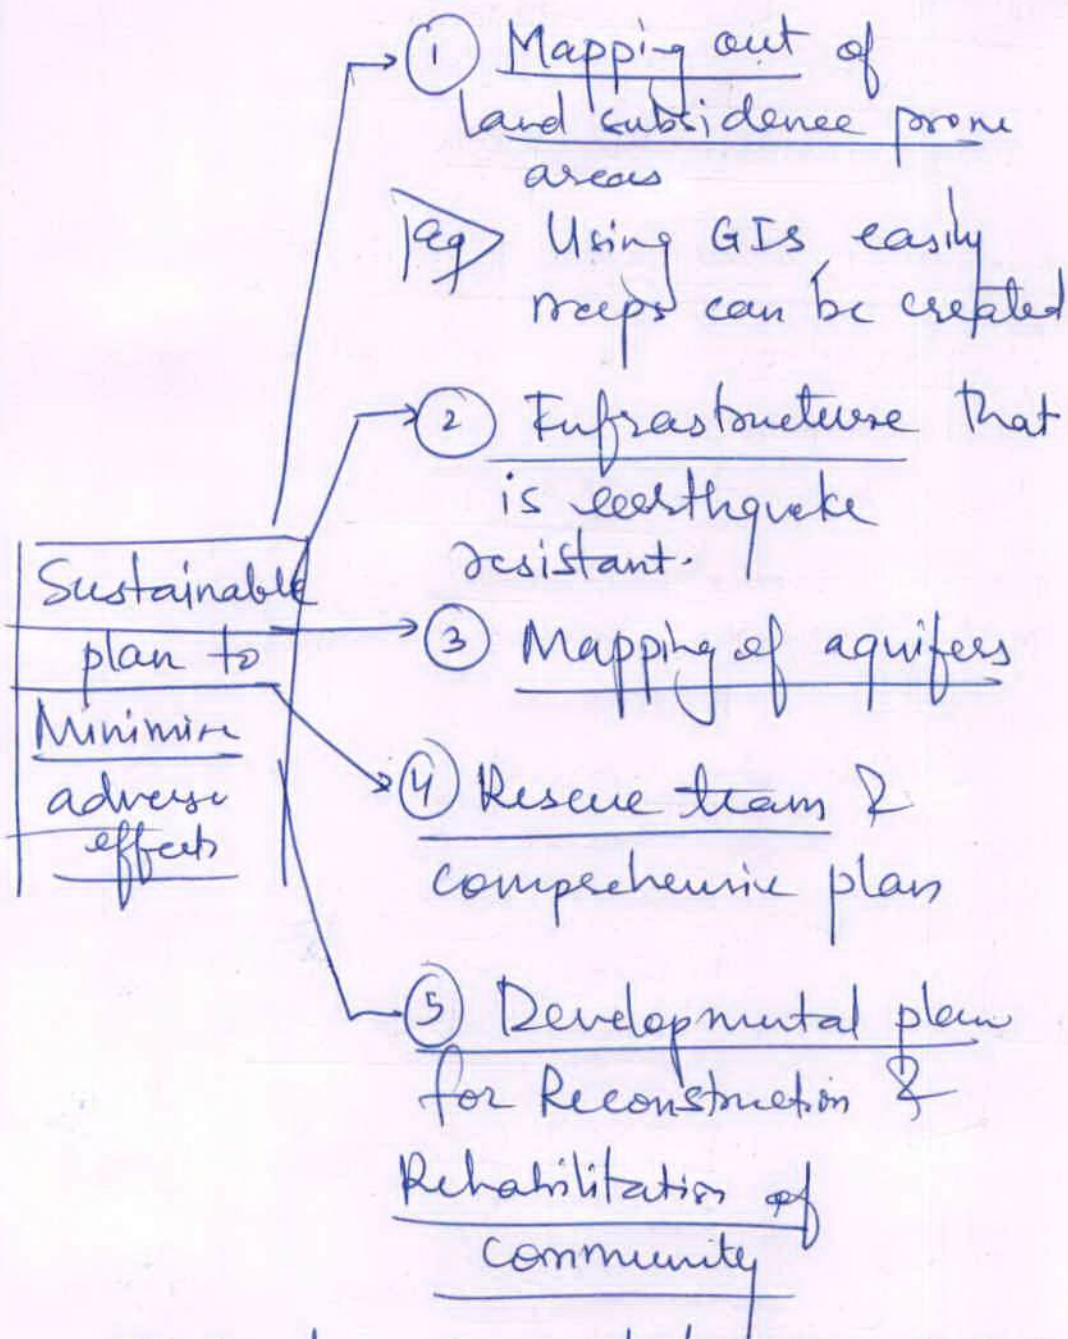 Sustainable
plan to
Minimise
adverse
effects
① Mapping out of
land subsidence prone
areas
eg Using GIS, easily
maps can be created
② Infrastructure that
is earthquake
resistant.
③ Mapping of aquifers
④ Rescue team &
comprehensive plan
⑤ Developmental plan
for Reconstruction &
Rehabilitation of
community